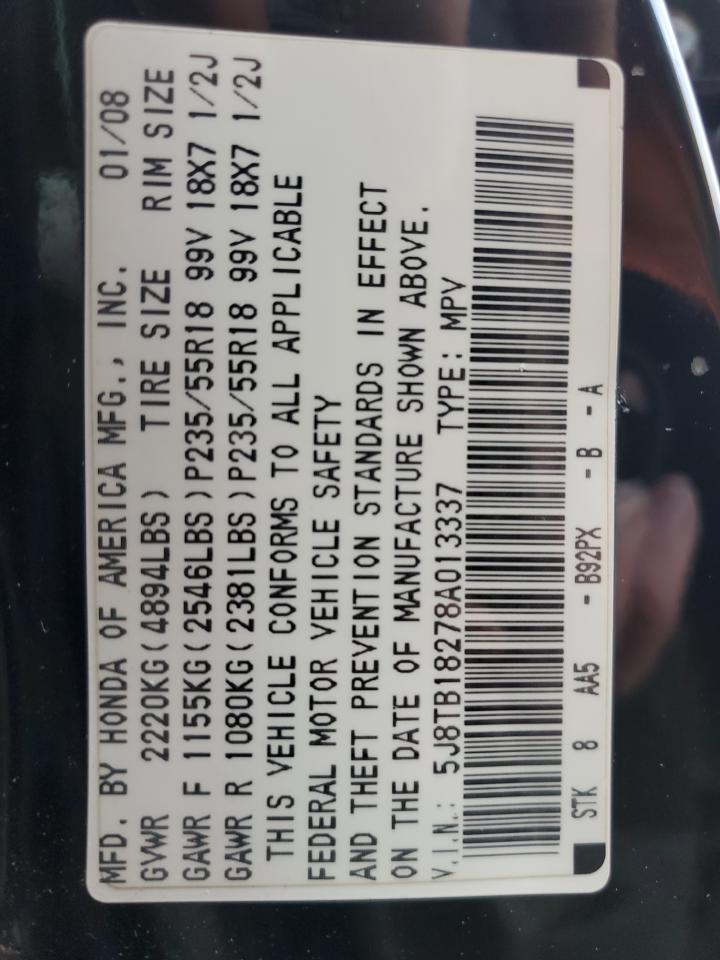 MFD. BY HONDA OF AMERICA MFG., INC. 01/08
GVWR 2220KG(4894LBS) TIRE SIZE RIM SIZE
GAWR F 1155KG(2546LBS)P235/55R18 99V 18X7 1/2J
GAWR R 1080KG(2381LBS)P235/55R18 99V 18X7 1/2J
THIS VEHICLE CONFORMS TO ALL APPLICABLE
FEDERAL MOTOR VEHICLE SAFETY
AND THEFT PREVENTION STANDARDS IN EFFECT
ON THE DATE OF MANUFACTURE SHOWN ABOVE.
V.I.N.: 5J8TB18278A013337 TYPE: MPV
STK 8 AA5 - B92PX - B - A